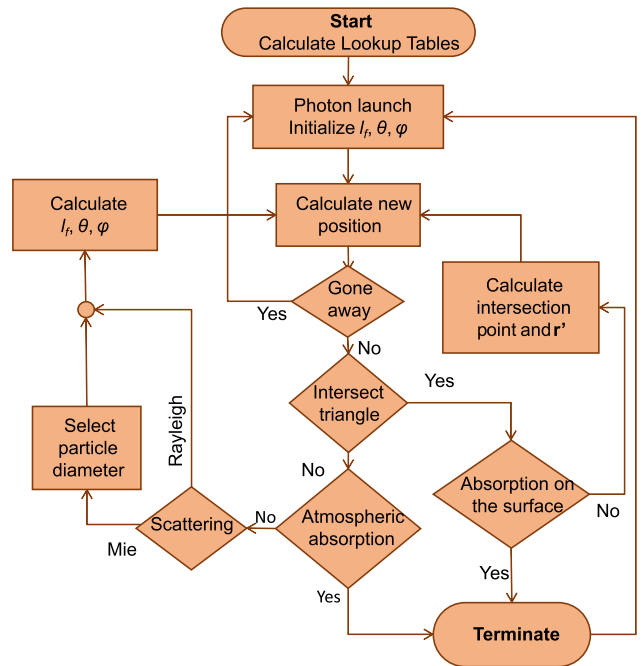 Start
Calculate Lookup Tables
Photon launch
Initialize l_f, θ, φ
Calculate
l_f, θ, φ
Calculate new
position
Calculate
intersection
point and r’
Gone
away
Yes
No
Intersect
triangle
Yes
No
Select
particle
diameter
Rayleigh
Scattering
Mie
No
Atmospheric
absorption
Yes
Absorption on
the surface
No
Yes
Terminate